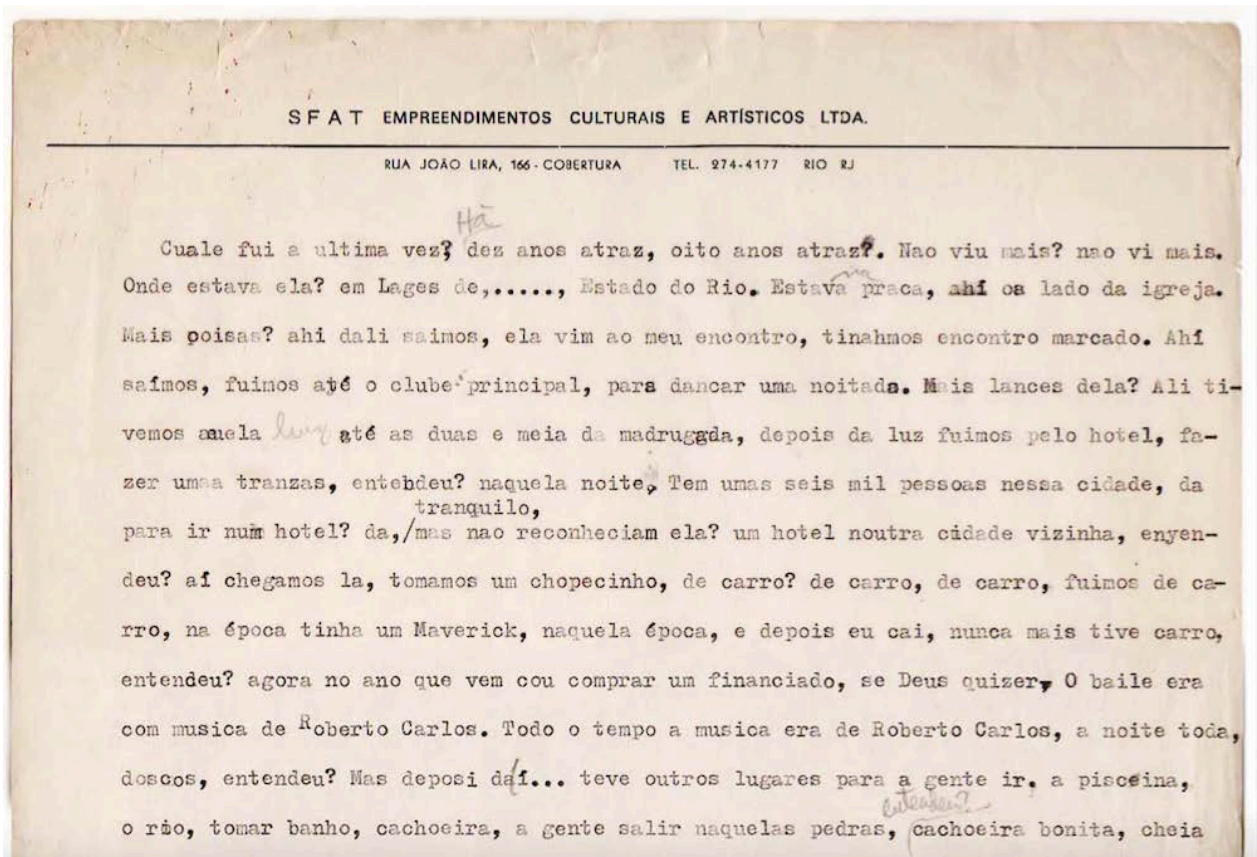 SFAT EMPREENDIMENTOS CULTURAIS E ARTÍSTICOS LTDA.
RUA JOÃO LIRA, 166 - COBERTURA TEL. 274-4177 RIO RJ
Há
Cuale fui a ultima vez? dez anos atraz, oito anos atraz?. Nao viu mais? nao vi mais.
na
Onde estava ela? em Lages de,....., Estado do Rio. Estava praca, ahí os lado da igreja.
Mais poisas? ahi dali saimos, ela vim ao meu encontro, tinahmos encontro marcado. Ahí
saímos, fuimos até o clube principal, para dancar uma noitada. Mais lances dela? Ali ti-
vemos auela luz até as duas e meia da madruggda, depois da luz fuimos pelo hotel, fa-
zer umsa tranzas, entehdeu? naquela noite. Tem umas seis mil pessoas nessa cidade, da
tranquilo,
para ir num hotel? da,/mas nao reconheciam ela? um hotel noutra cidade vizinha, enyen-
deu? aí chegamos la, tomamos um chopecinho, de carro? de carro, de carro, fuimos de ca-
rro, na época tinha um Maverick, naquela época, e depois eu cai, nunca mais tive carro,
entendeu? agora no ano que vem cou comprar um financiado, se Deus quizer, O baile era
com musica de Roberto Carlos. Todo o tempo a musica era de Roberto Carlos, a noite toda,
doscos, entendeu? Mas deposi daí... teve outros lugares para a gente ir. a pisceina,
entendeu?
o rio, tomar banho, cachoeira, a gente salir naquelas pedras, cachoeira bonita, cheia